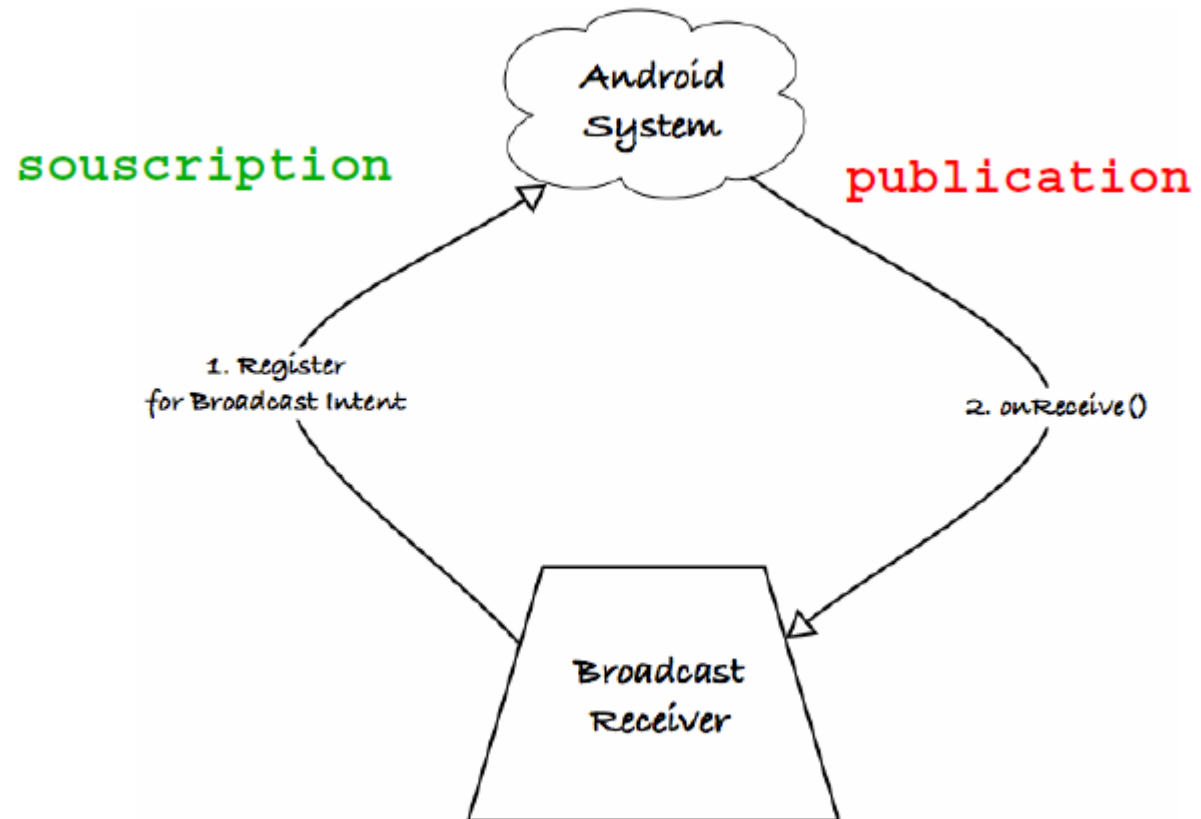 Android
System
souscription
publication
1. Register
for Broadcast Intent
2. onReceive()
Broadcast
Receiver